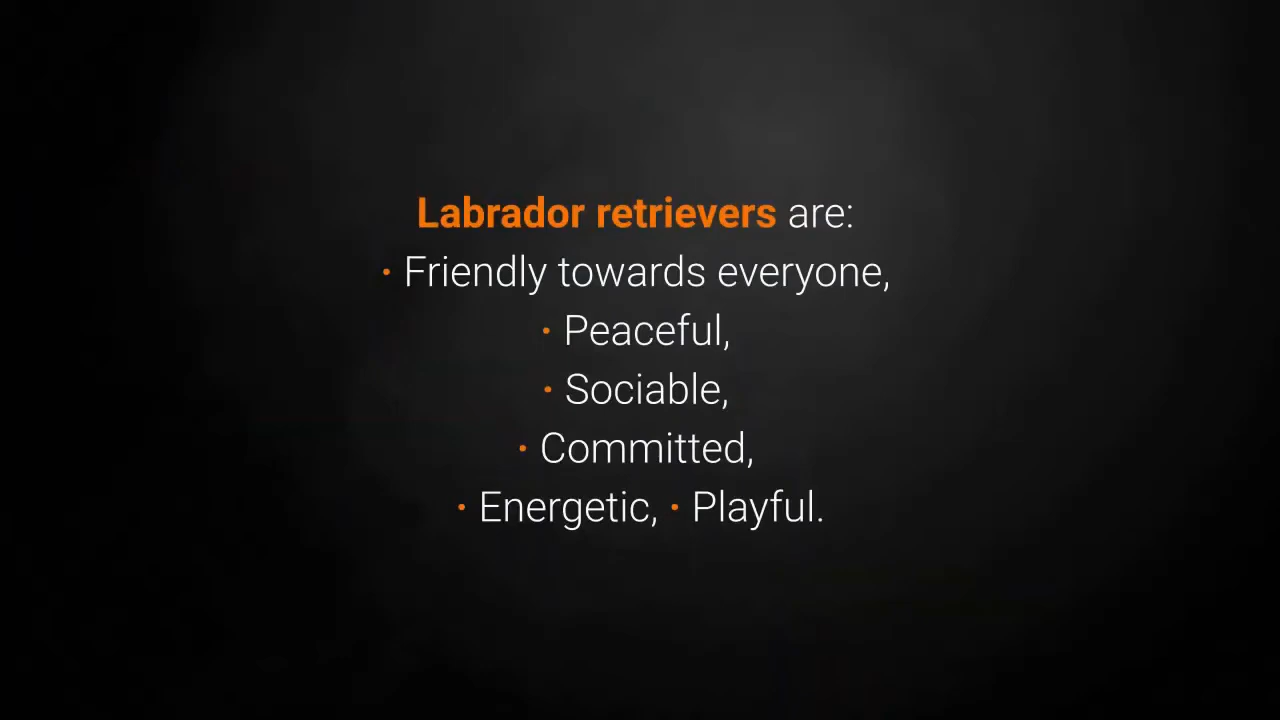 Labrador retrievers are:
• Friendly towards everyone,
• Peaceful,
• Sociable,
• Committed,
• Energetic, • Playful.